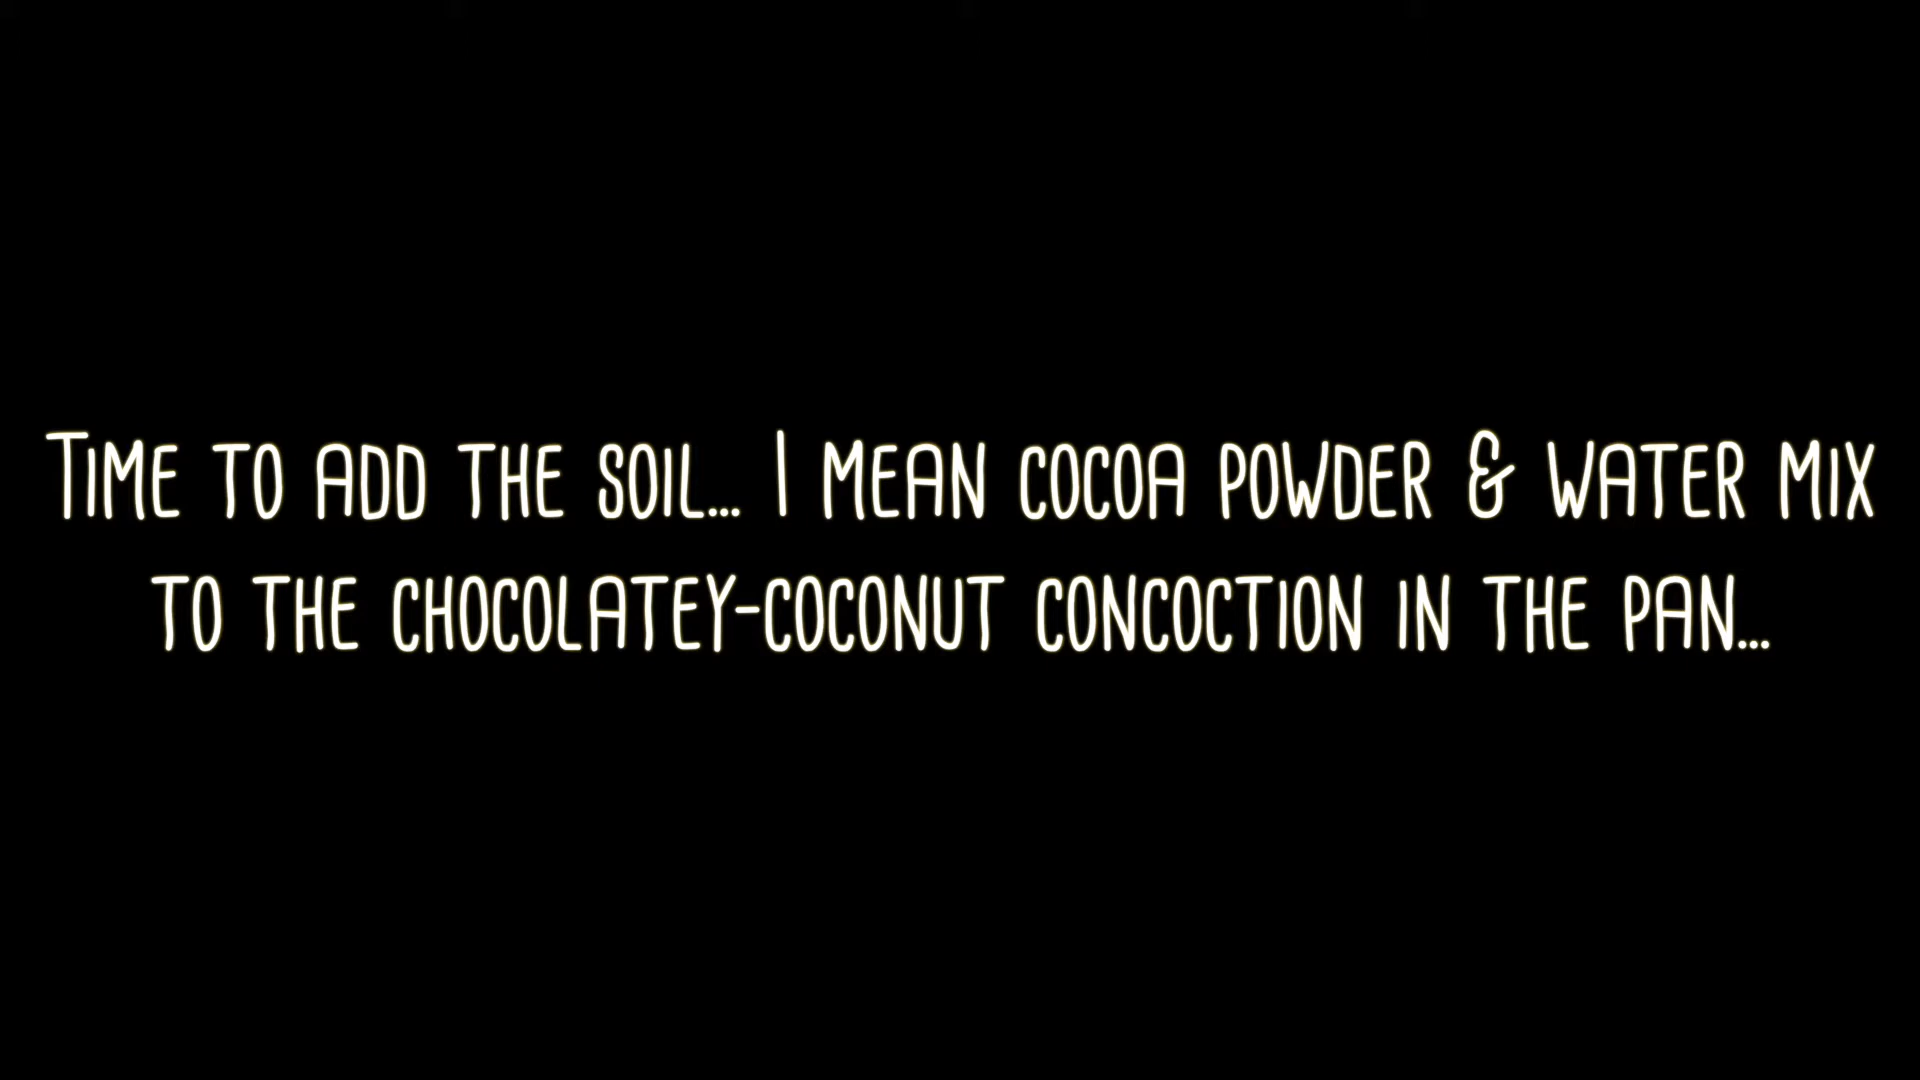 Time to add the soil... I mean cocoa powder & water mix
to the chocolatey-coconut concoction in the pan...